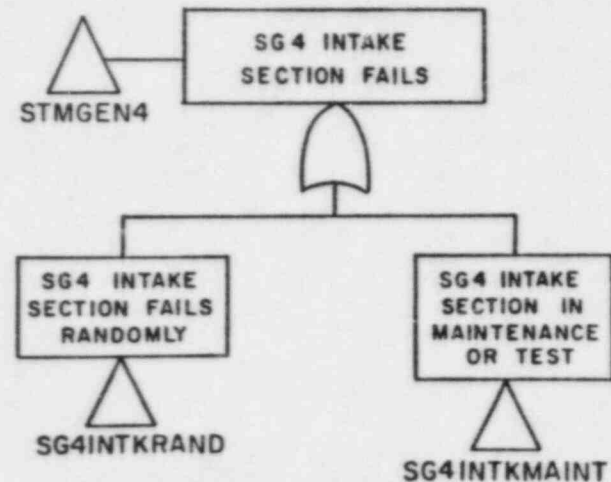 SG4 INTAKE
SECTION FAILS
STMGEN4
SG4 INTAKE
SECTION FAILS
RANDOMLY
SG4INTKRAND
SG4 INTAKE
SECTION IN
MAINTENANCE
OR TEST
SG4INTKMAINT